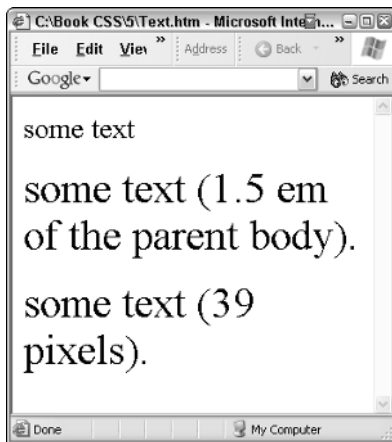 C:\Book CSS\5\Text.htm - Microsoft Inte... 
File Edit View » Address Back »
Google Search
some text
some text (1.5 em
of the parent body).
some text (39
pixels).
Done My Computer